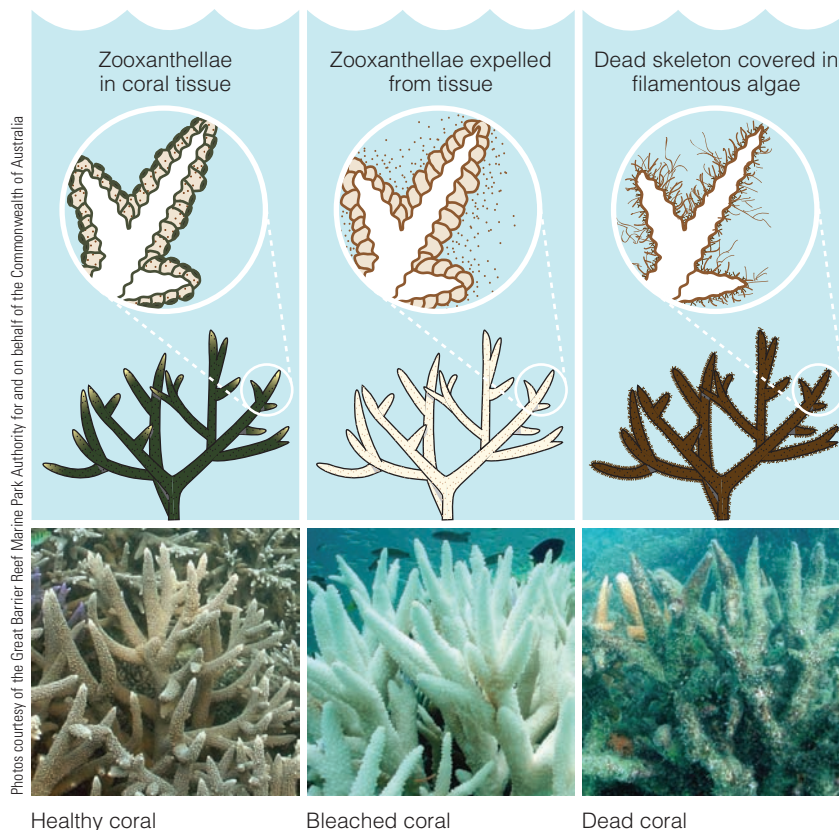 Zooxanthellae
in coral tissue
Zooxanthellae expelled
from tissue
Dead skeleton covered in
filamentous algae
Photos courtesy of the Great Barrier Reef Marine Park Authority for and on behalf of the Commonwealth of Australia
Healthy coral
Bleached coral
Dead coral